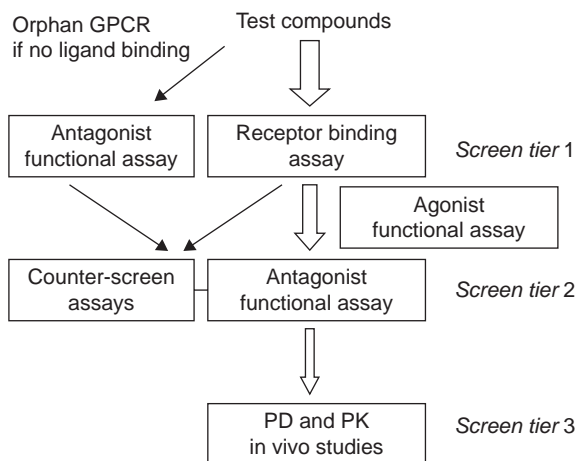 Orphan GPCR
if no ligand binding
Test compounds
Antagonist
functional assay
Receptor binding
assay
Screen tier 1
Agonist
functional assay
Counter-screen
assays
Antagonist
functional assay
Screen tier 2
PD and PK
in vivo studies
Screen tier 3